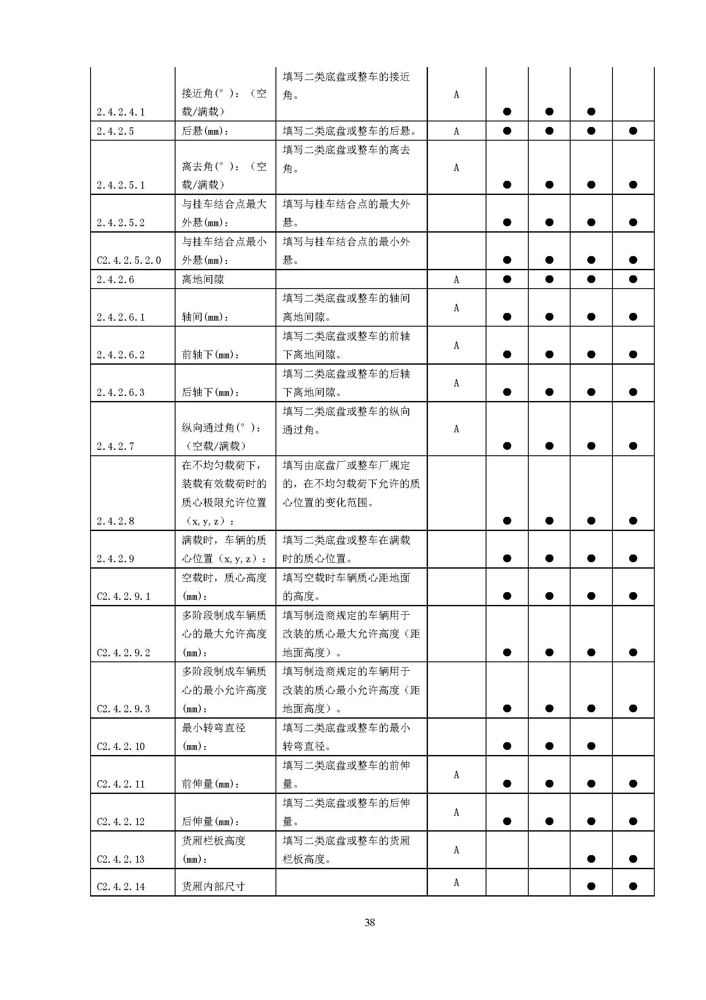 2.4.2.4.1 接近角(°):（空载/满载） 填写二类底盘或整车的接近角。 A ● ● ●
2.4.2.5 后悬(mm): 填写二类底盘或整车的后悬。 A ● ● ● ●
2.4.2.5.1 离去角(°):（空载/满载） 填写二类底盘或整车的离去角。 A ● ● ● ●
2.4.2.5.2 与挂车结合点最大外悬(mm): 填写与挂车结合点的最大外悬。 ● ● ● ●
C2.4.2.5.2.0 与挂车结合点最小外悬(mm): 填写与挂车结合点的最小外悬。 ● ● ● ●
2.4.2.6 离地间隙 A ● ● ● ●
2.4.2.6.1 轴间(mm): 填写二类底盘或整车的轴间离地间隙。 A ● ● ● ●
2.4.2.6.2 前轴下(mm): 填写二类底盘或整车的前轴下离地间隙。 A ● ● ● ●
2.4.2.6.3 后轴下(mm): 填写二类底盘或整车的后轴下离地间隙。 A ● ● ● ●
2.4.2.7 纵向通过角(°):（空载/满载） 填写二类底盘或整车的纵向通过角。 A ● ● ● ●
2.4.2.8 在不均匀载荷下，装载有效载荷时的质心极限允许位置（x,y,z）: 填写由底盘厂或整车厂规定的，在不均匀载荷下允许的质心位置的变化范围。 ● ● ● ●
2.4.2.9 满载时，车辆的质心位置（x,y,z）: 填写二类底盘或整车在满载时的质心位置。 ● ● ● ●
C2.4.2.9.1 空载时，质心高度(mm): 填写空载时车辆质心距地面的高度。 ● ● ● ●
C2.4.2.9.2 多阶段制成车辆质心的最大允许高度(mm): 填写制造商规定的车辆用于改装的质心最大允许高度（距地面高度）。 ● ● ● ●
C2.4.2.9.3 多阶段制成车辆质心的最小允许高度(mm): 填写制造商规定的车辆用于改装的质心最小允许高度（距地面高度）。 ● ● ● ●
C2.4.2.10 最小转弯直径(mm): 填写二类底盘或整车的最小转弯直径。 ● ● ●
C2.4.2.11 前伸量(mm): 填写二类底盘或整车的前伸量。 A ● ● ● ●
C2.4.2.12 后伸量(mm): 填写二类底盘或整车的后伸量。 A ● ● ● ●
C2.4.2.13 货厢栏板高度(mm): 填写二类底盘或整车的货厢栏板高度。 A ● ●
C2.4.2.14 货厢内部尺寸 A ● ●
38